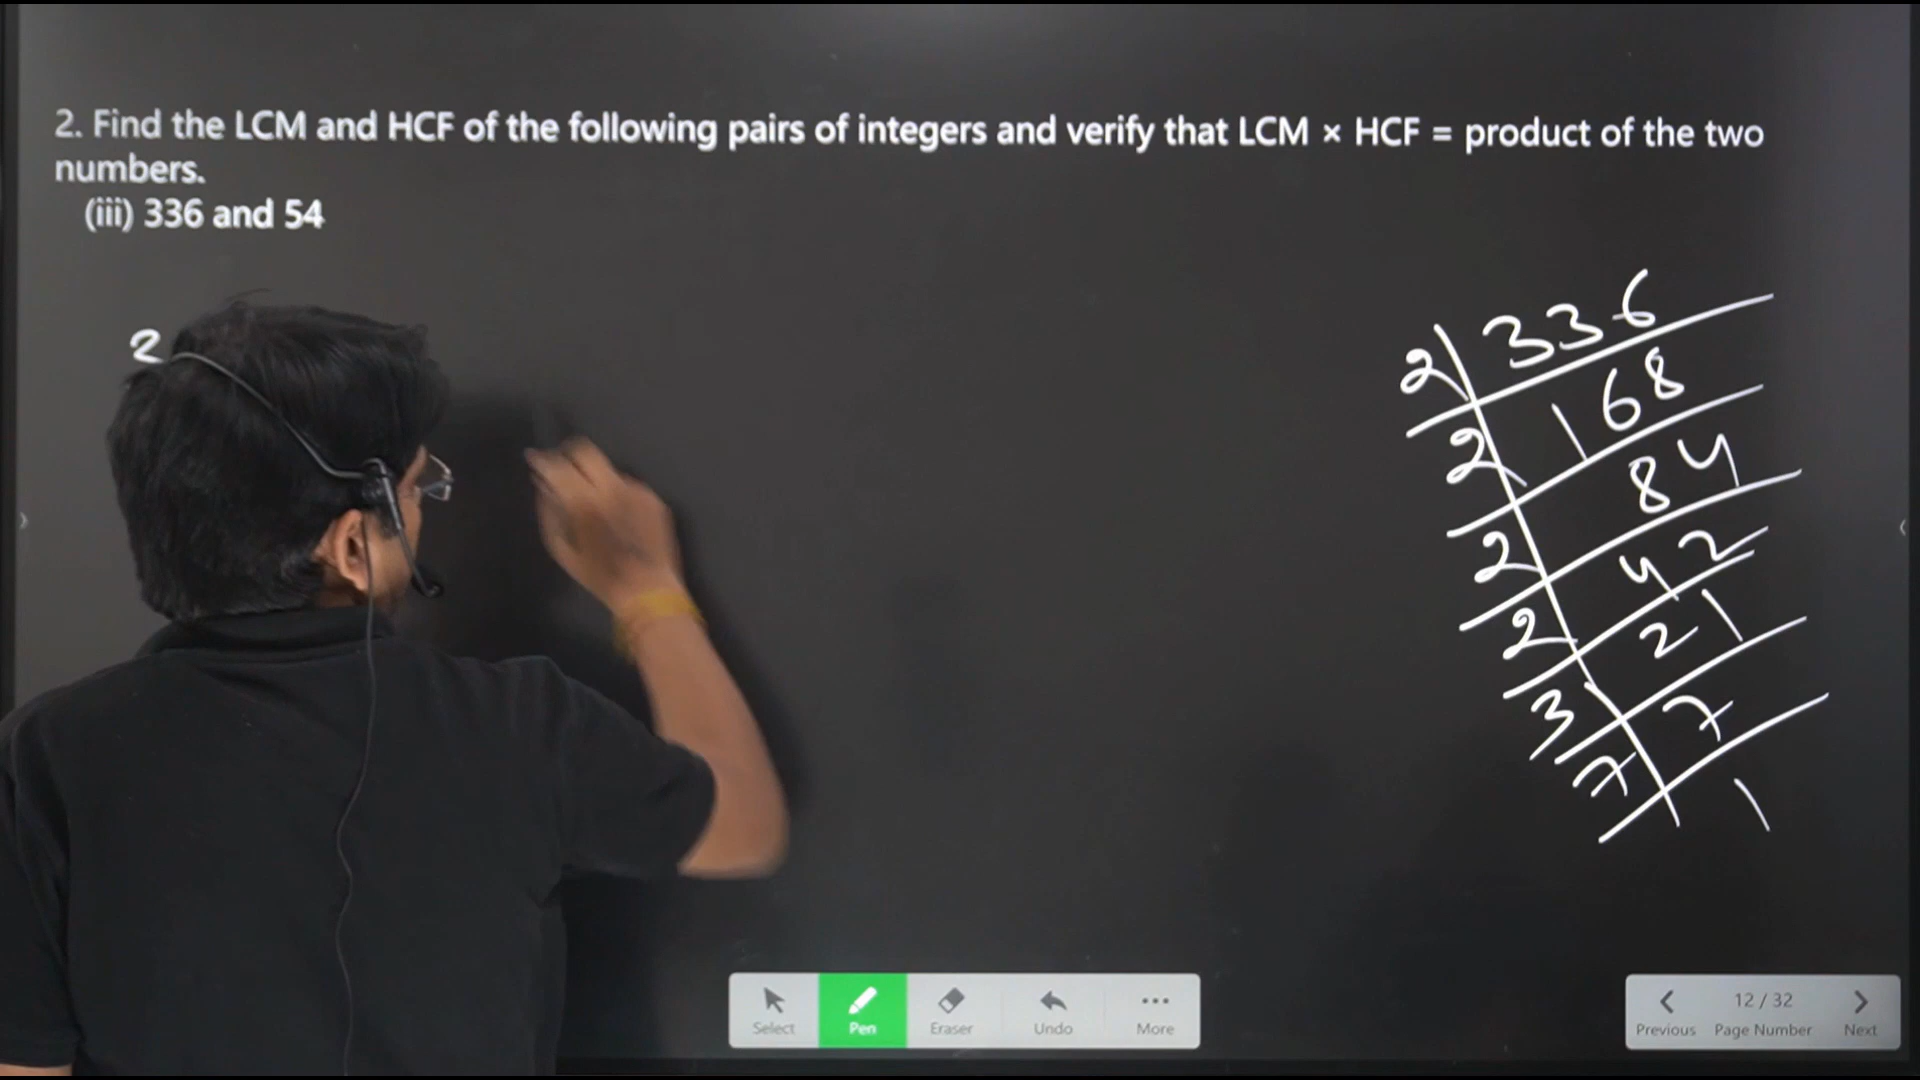 2. Find the LCM and HCF of the following pairs of integers and verify that LCM × HCF = product of the two
numbers.
(iii) 336 and 54
2
2 336
2 168
2 84
2 42
3 21
7 7
1
Select Pen Eraser Undo More
12 / 32
Previous Page Number Next